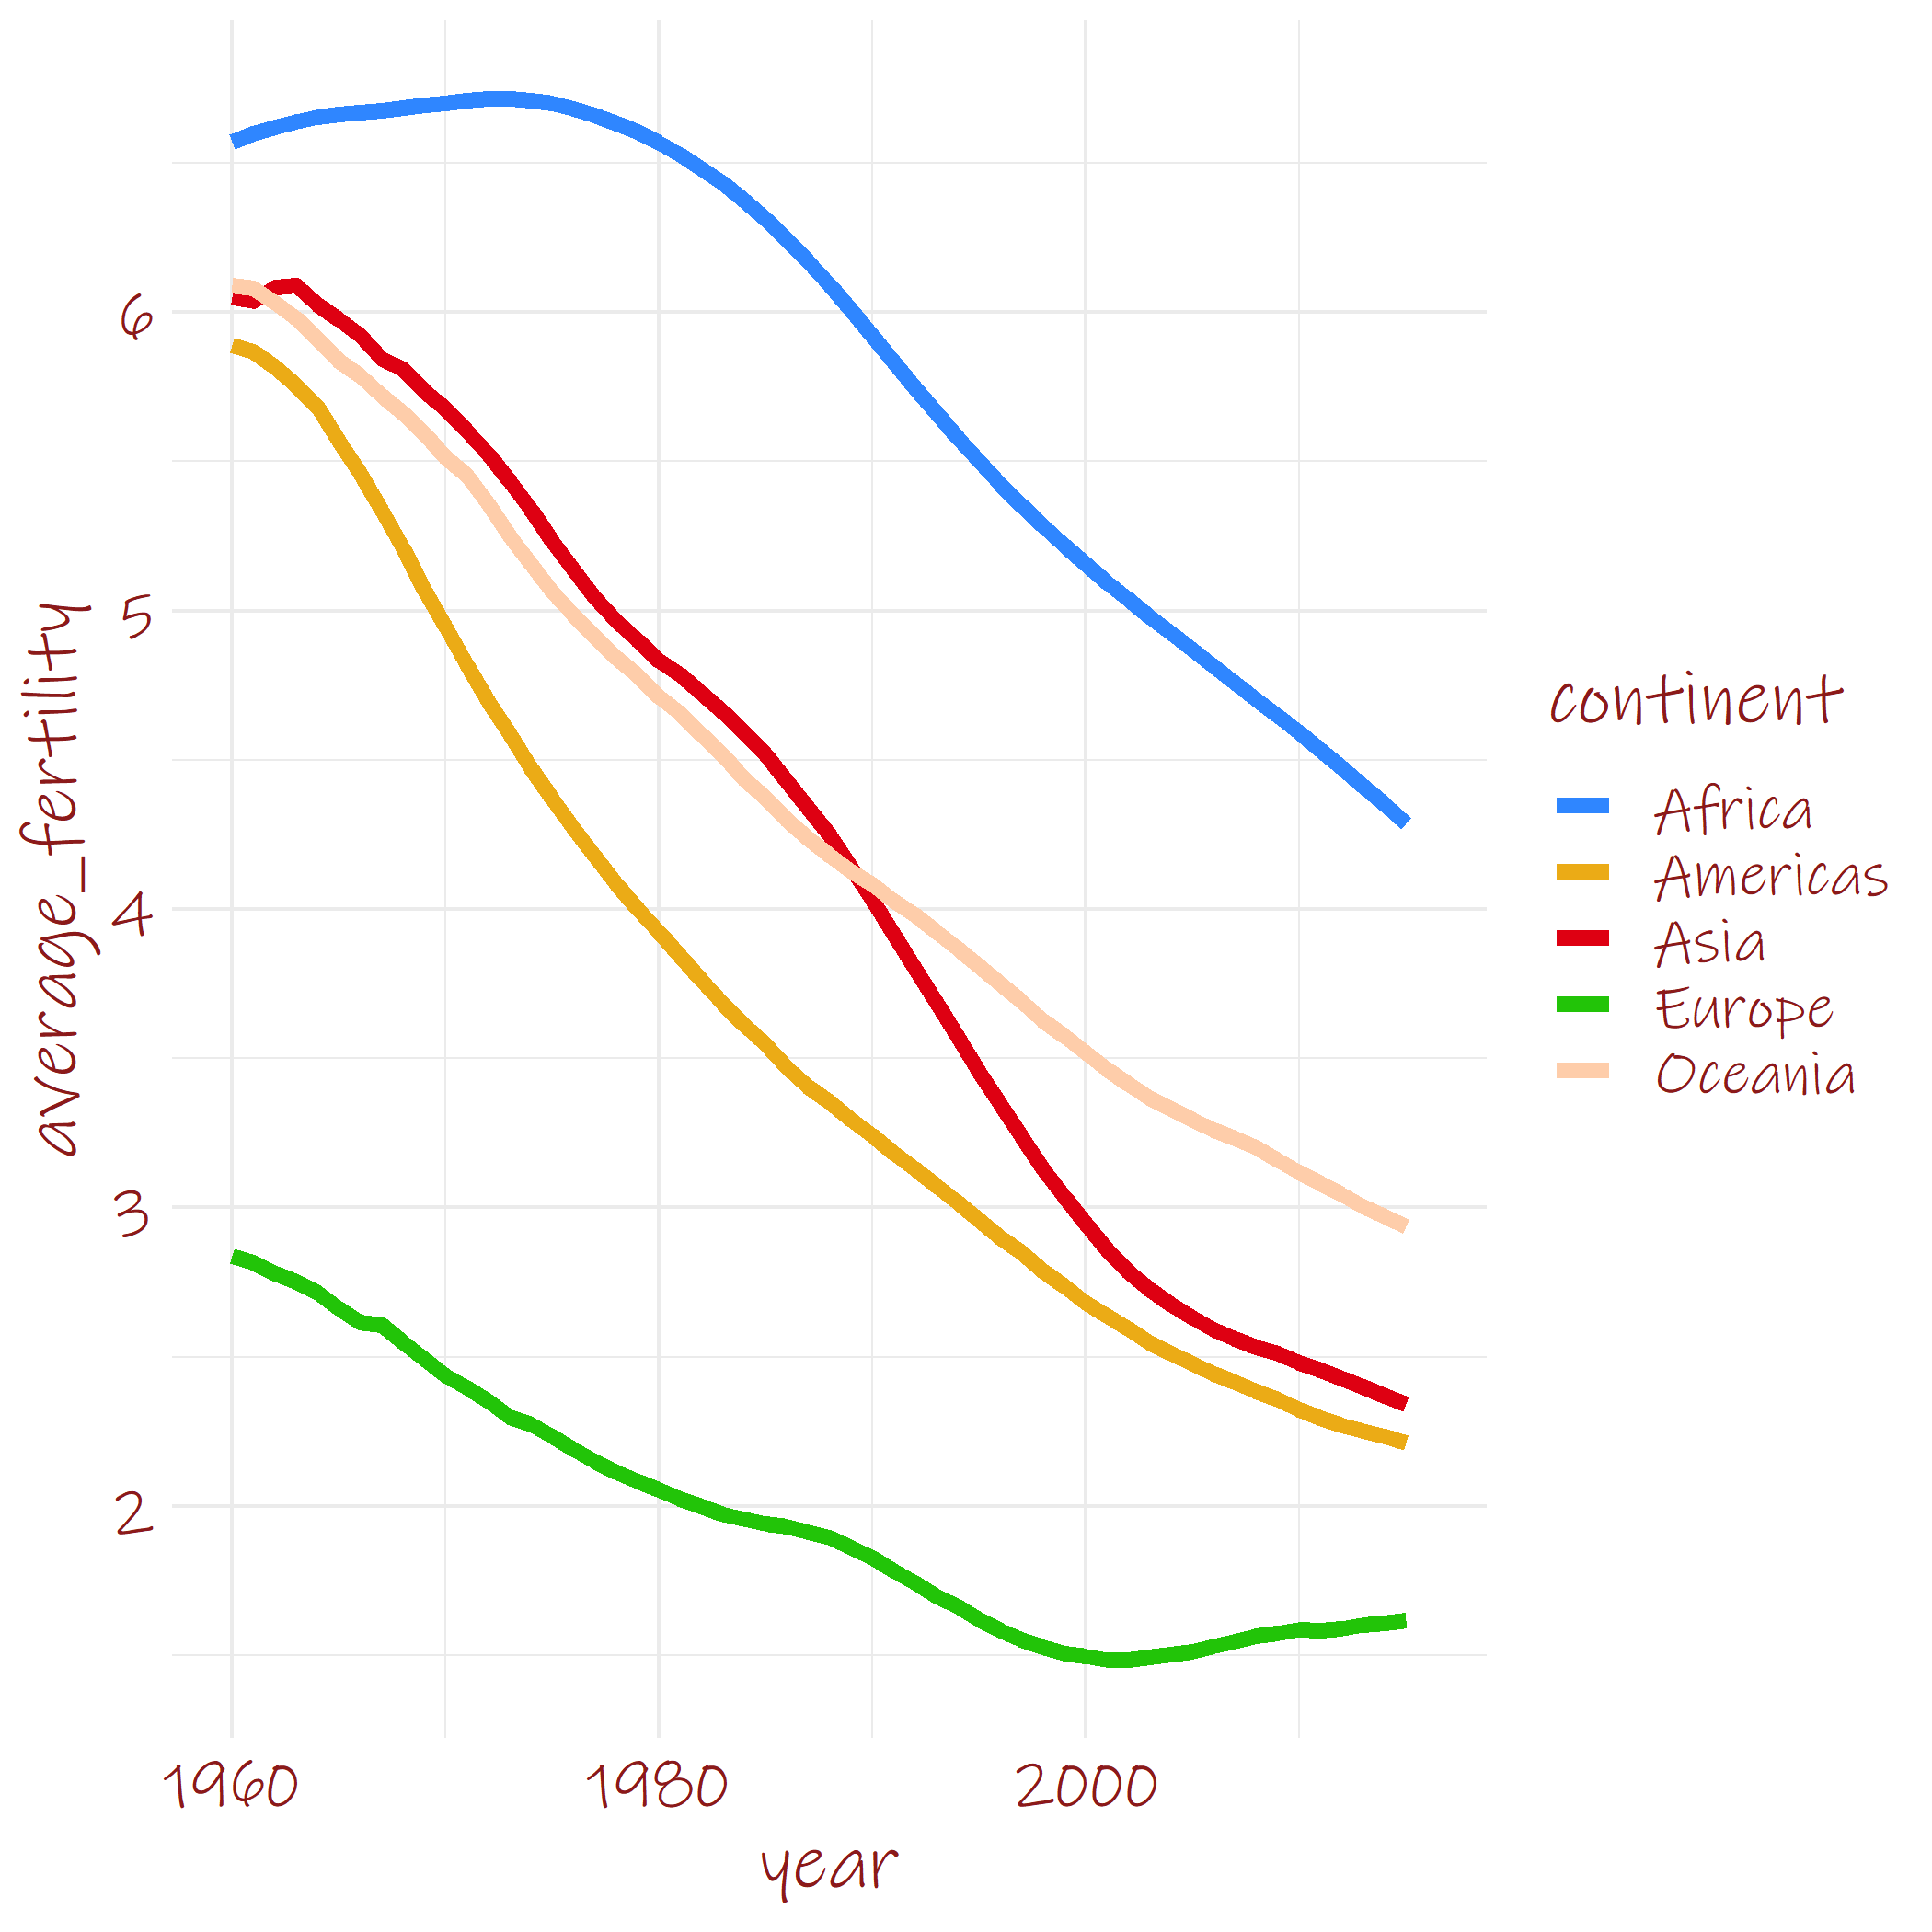 average_fertility
6
5
4
3
2
1960 1980 2000
year
continent
Africa
Americas
Asia
Europe
Oceania